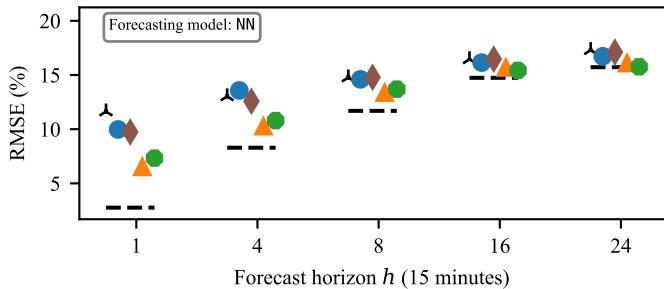 20
15
10
5
RMSE (%)
Forecasting model: NN
1 4 8 16 24
Forecast horizon h (15 minutes)